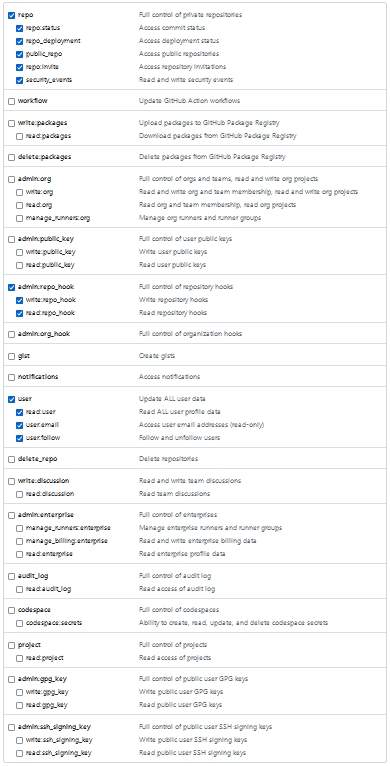 repo Full control of private repositories
repo:status Access commit status
repo_deployment Access deployment status
public_repo Access public repositories
repo:invite Access repository invitations
security_events Read and write security events
workflow Update GitHub Action workflows
write:packages Upload packages to GitHub Package Registry
read:packages Download packages from GitHub Package Registry
delete:packages Delete packages from GitHub Package Registry
admin:org Full control of orgs and teams, read and write org projects
write:org Read and write org and team membership, read and write org projects
read:org Read org and team membership, read org projects
manage_runners:org Manage org runners and runner groups
admin:public_key Full control of user public keys
write:public_key Write user public keys
read:public_key Read user public keys
admin:repo_hook Full control of repository hooks
write:repo_hook Write repository hooks
read:repo_hook Read repository hooks
admin:org_hook Full control of organization hooks
gist Create gists
notifications Access notifications
user Update ALL user data
read:user Read ALL user profile data
user:email Access user email addresses (read-only)
user:follow Follow and unfollow users
delete_repo Delete repositories
write:discussion Read and write team discussions
read:discussion Read team discussions
admin:enterprise Full control of enterprises
manage_runners:enterprise Manage enterprise runners and runner groups
manage_billing:enterprise Read and write enterprise billing data
read:enterprise Read enterprise profile data
audit_log Full control of audit log
read:audit_log Read access of audit log
codespace Full control of codespaces
codespace:secrets Ability to create, read, update, and delete codespace secrets
project Full control of projects
read:project Read access of projects
admin:gpg_key Full control of public user GPG keys
write:gpg_key Write public user GPG keys
read:gpg_key Read public user GPG keys
admin:ssh_signing_key Full control of public user SSH signing keys
write:ssh_signing_key Write public user SSH signing keys
read:ssh_signing_key Read public user SSH signing keys